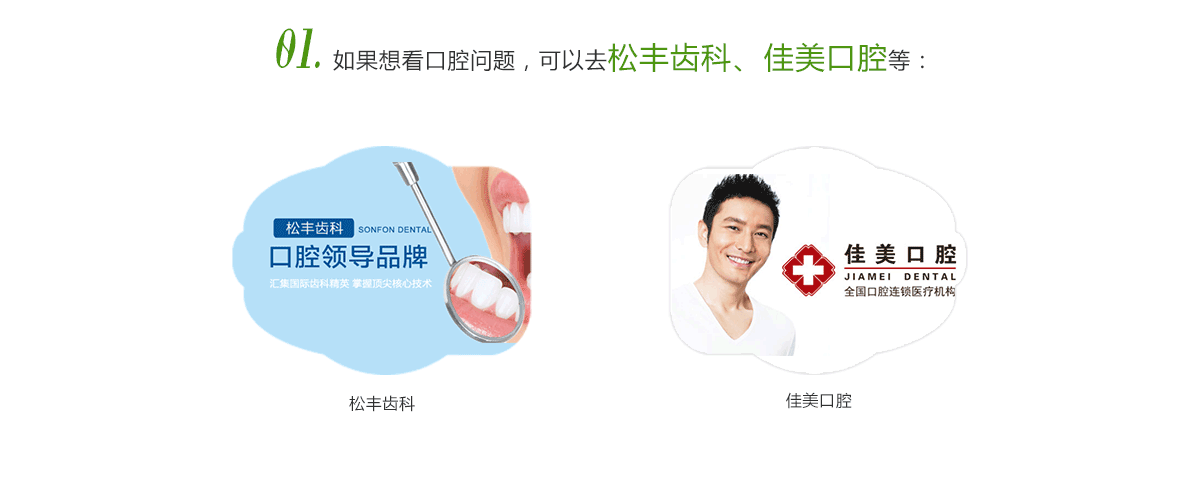 01. 如果想看口腔问题，可以去松丰齿科、佳美口腔等：
松丰齿科 SONFON DENTAL
口腔领导品牌
汇集国际齿科精英 掌握顶尖核心技术
佳美口腔
JIAMEI DENTAL
全国口腔连锁医疗机构
松丰齿科
佳美口腔